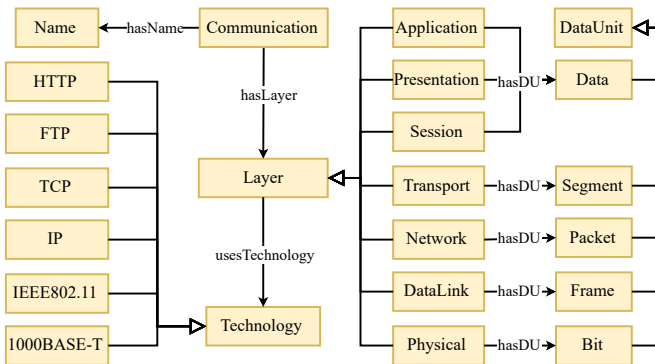 Name
hasName
Communication
Application
DataUnit
HTTP
hasLayer
Presentation
hasDU
Data
FTP
Session
TCP
Layer
Transport
hasDU
Segment
IP
usesTechnology
Network
hasDU
Packet
IEEE802.11
DataLink
hasDU
Frame
1000BASE-T
Technology
Physical
hasDU
Bit